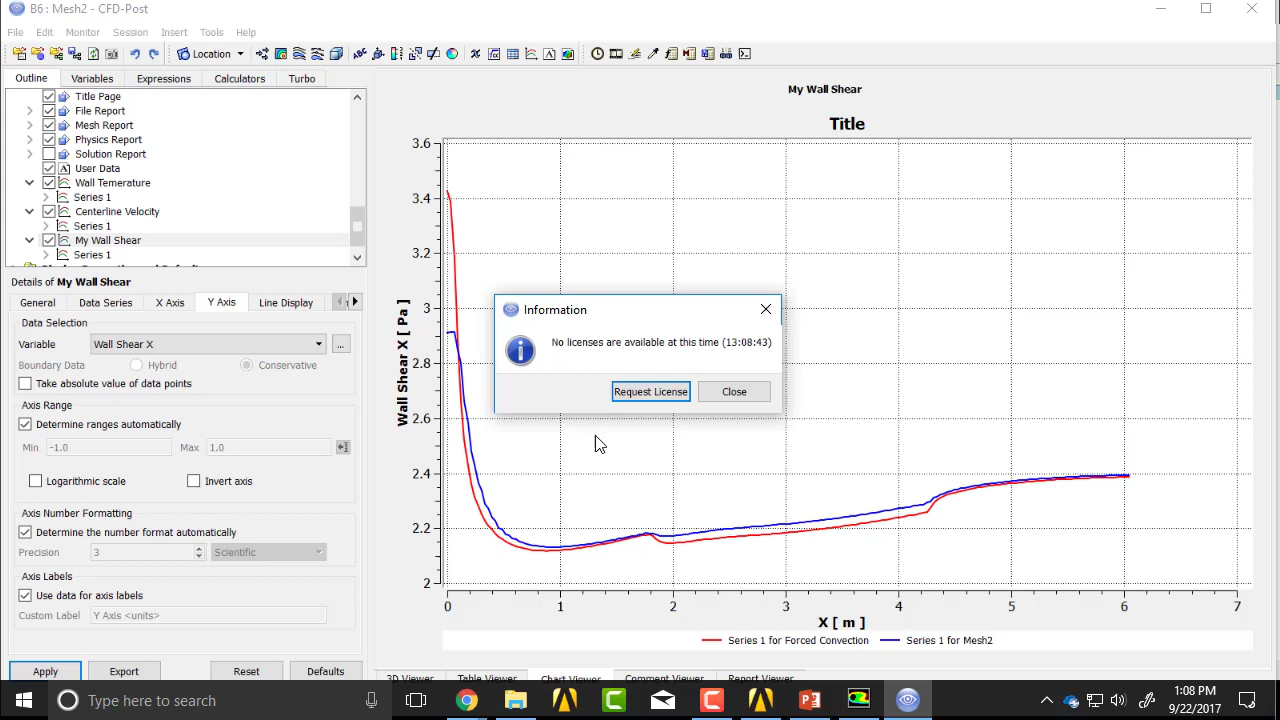 B6 : Mesh2 - CFD-Post
File Edit Monitor Session Insert Tools Help
Location
Outline Variables Expressions Calculators Turbo
Title Page
File Report
Mesh Report
Physics Report
Solution Report
User Data
Wall Temerature
Series 1
Centerline Velocity
Series 1
My Wall Shear
Series 1
Details of My Wall Shear
General Data Series X Axis Y Axis Line Display
Data Selection
Variable Wall Shear X ...
Boundary Data Hybrid Conservative
Take absolute value of data points
Axis Range
Determine ranges automatically
Min -1.0 Max 1.0
Logarithmic scale Invert axis
Axis Number Formatting
Determine the number format automatically
Precision 3 Scientific
Axis Labels
Use data for axis labels
Custom Label Y Axis <units>
Apply Export Reset Defaults
My Wall Shear
Title
3.6
3.4
3.2
3
2.8
2.6
2.4
2.2
2
Wall Shear X [ Pa ]
0 1 2 3 4 5 6 7
X [ m ]
Series 1 for Forced Convection Series 1 for Mesh2
Information
No licenses are available at this time (13:08:43)
Request License Close
3D Viewer Table Viewer Chart Viewer Comment Viewer Report Viewer
Type here to search
1:08 PM
9/22/2017